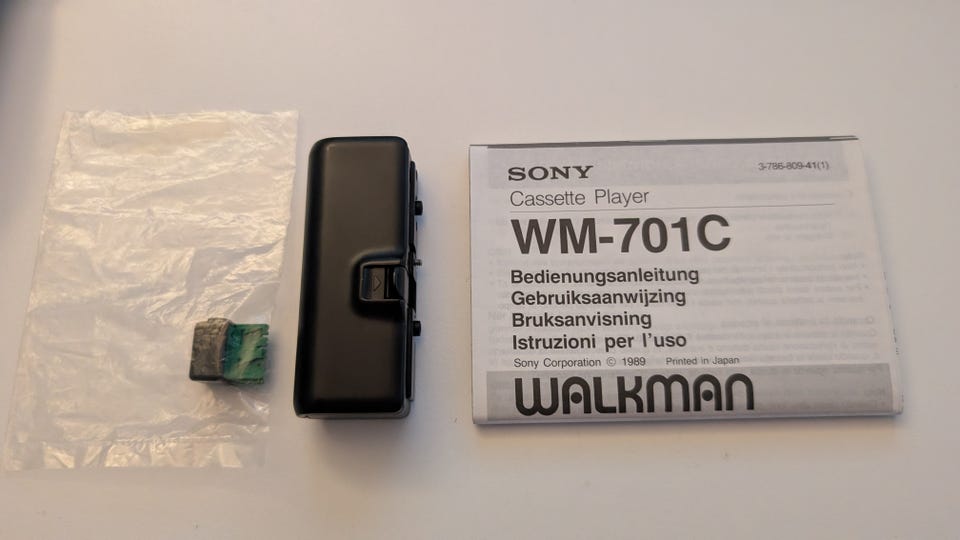 SONY
3-786-809-41(1)
Cassette Player
WM-701C
Bedienungsanleitung
Gebruiksaanwijzing
Bruksanvisning
Istruzioni per l'uso
Sony Corporation © 1989 Printed in Japan
WALKMAN